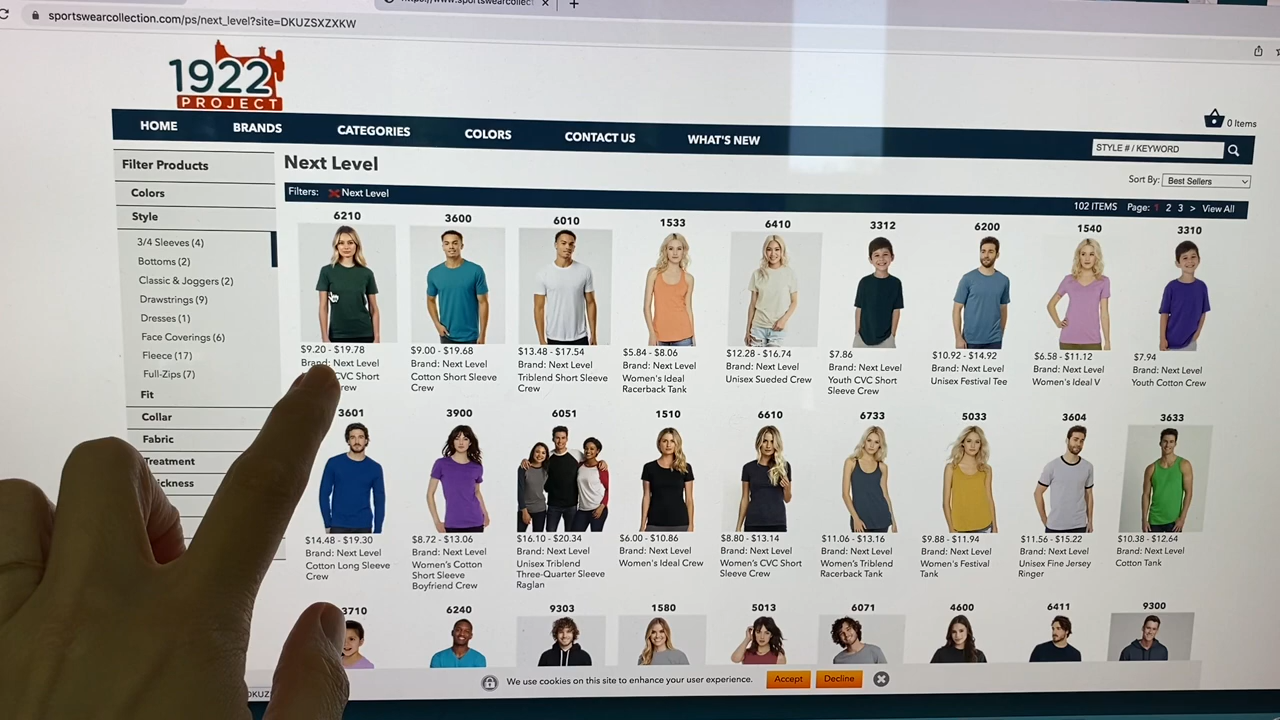 https://www.sportswearcollect
sportswearcollection.com/ps/next_level?site=DKUZSXZXKW
1922
PROJECT
0 Items
HOME BRANDS CATEGORIES COLORS CONTACT US WHAT'S NEW
STYLE # / KEYWORD
Filter Products
Next Level
Sort By: Best Sellers
Colors
Filters: Next Level
102 ITEMS Page: 1 2 3 > View All
Style
3/4 Sleeves (4)
Bottoms (2)
Classic & Joggers (2)
Drawstrings (9)
Dresses (1)
Face Coverings (6)
Fleece (17)
Full-Zips (7)
Fit
Collar
Fabric
Treatment
6210
$9.20 - $19.78
Brand: Next Level
CVC Short
3600
$9.00 - $19.68
Brand: Next Level
Cotton Short Sleeve
Crew
6010
$13.48 - $17.54
Brand: Next Level
Triblend Short Sleeve
Crew
1533
$5.84 - $8.06
Brand: Next Level
Women's Ideal
Racerback Tank
6410
$12.28 - $16.74
Brand: Next Level
Unisex Sueded Crew
3312
$7.86
Brand: Next Level
Youth CVC Short
Sleeve Crew
6200
$10.92 - $14.92
Brand: Next Level
Unisex Festival Tee
1540
$6.58 - $11.12
Brand: Next Level
Women's Ideal V
3310
$7.94
Brand: Next Level
Youth Cotton Crew
3601
$14.48 - $19.30
Brand: Next Level
Cotton Long Sleeve
Crew
3900
$8.72 - $13.06
Brand: Next Level
Women's Cotton
Short Sleeve
Boyfriend Crew
6051
$16.10 - $20.34
Brand: Next Level
Unisex Triblend
Three-Quarter Sleeve
Raglan
1510
$6.00 - $10.86
Brand: Next Level
Women's Ideal Crew
6610
$8.80 - $13.14
Brand: Next Level
Women's CVC Short
Sleeve Crew
6733
$11.06 - $13.16
Brand: Next Level
Women's Triblend
Racerback Tank
5033
$9.88 - $11.94
Brand: Next Level
Women's Festival
Tank
3604
$11.56 - $15.22
Brand: Next Level
Unisex Fine Jersey
Ringer
3633
$10.38 - $12.64
Brand: Next Level
Cotton Tank
3710 6240 9303 1580 5013 6071 4600 6411 9300
We use cookies on this site to enhance your user experience. Accept Decline